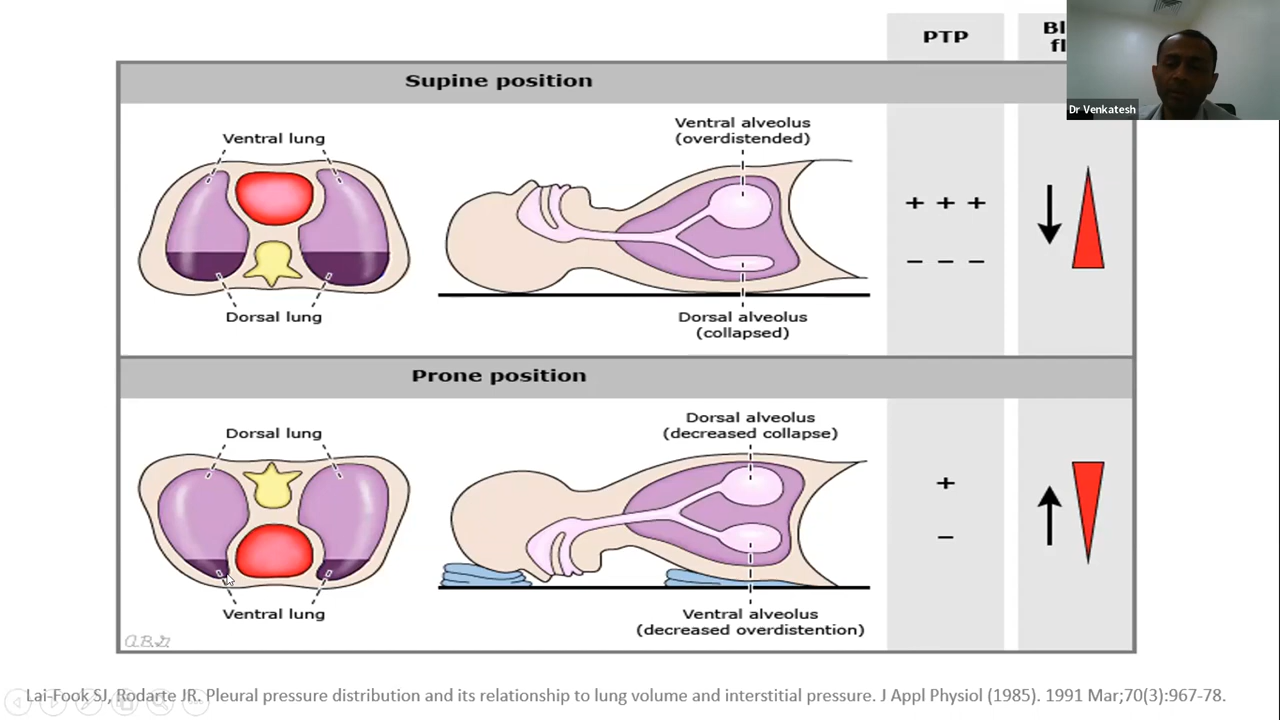 PTP
Bl
fl
Dr Venkatesh
Supine position
Ventral lung
Dorsal lung
Ventral alveolus
(overdistended)
Dorsal alveolus
(collapsed)
+ + +
− − −
Prone position
Dorsal lung
Ventral lung
Dorsal alveolus
(decreased collapse)
Ventral alveolus
(decreased overdistention)
+
−
Lai-Fook SJ, Rodarte JR. Pleural pressure distribution and its relationship to lung volume and interstitial pressure. J Appl Physiol (1985). 1991 Mar;70(3):967-78.